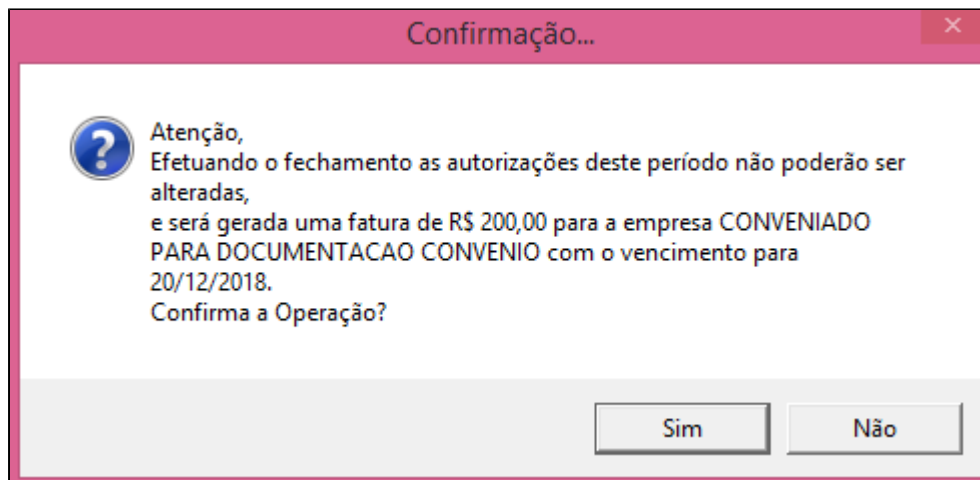 Confirmação...
Atenção,
Efetuando o fechamento as autorizações deste período não poderão ser
alteradas,
e será gerada uma fatura de R$ 200,00 para a empresa CONVENIADO
PARA DOCUMENTACAO CONVENIO com o vencimento para
20/12/2018.
Confirma a Operação?
Sim
Não